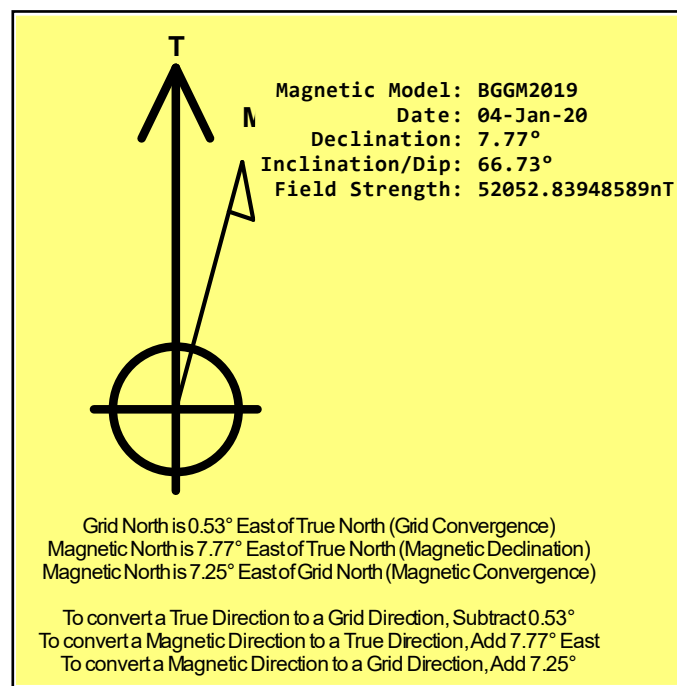 T
M
Magnetic Model: BGGM2019
Date: 04-Jan-20
Declination: 7.77°
Inclination/Dip: 66.73°
Field Strength: 52052.83948589nT
Grid North is 0.53° East of True North (Grid Convergence)
Magnetic North is 7.77° East of True North (Magnetic Declination)
Magnetic North is 7.25° East of Grid North (Magnetic Convergence)
To convert a True Direction to a Grid Direction, Subtract 0.53°
To convert a Magnetic Direction to a True Direction, Add 7.77° East
To convert a Magnetic Direction to a Grid Direction, Add 7.25°